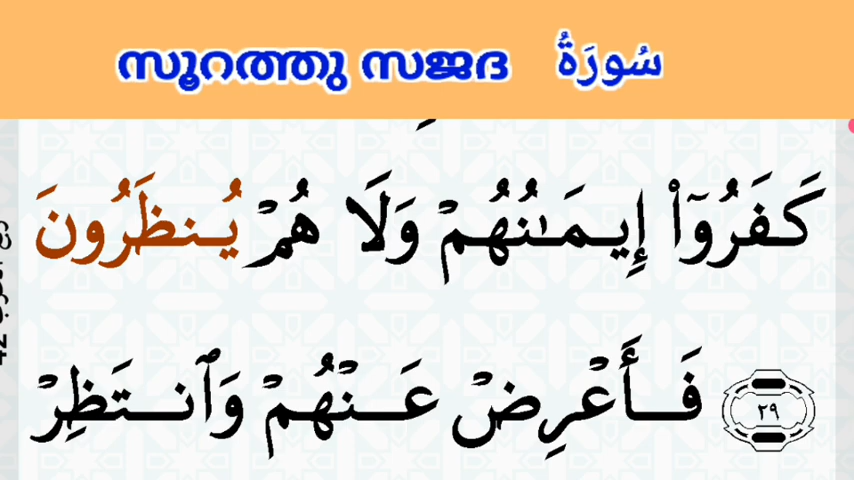 സൂറത്തു സജദ سُورَةُ
كَفَرُوٓا۟ إِيمَـٰنُهُمْ وَلَا هُمْ يُنظَرُونَ
٢٩ فَأَعْرِضْ عَنْهُمْ وَٱنتَظِرْ